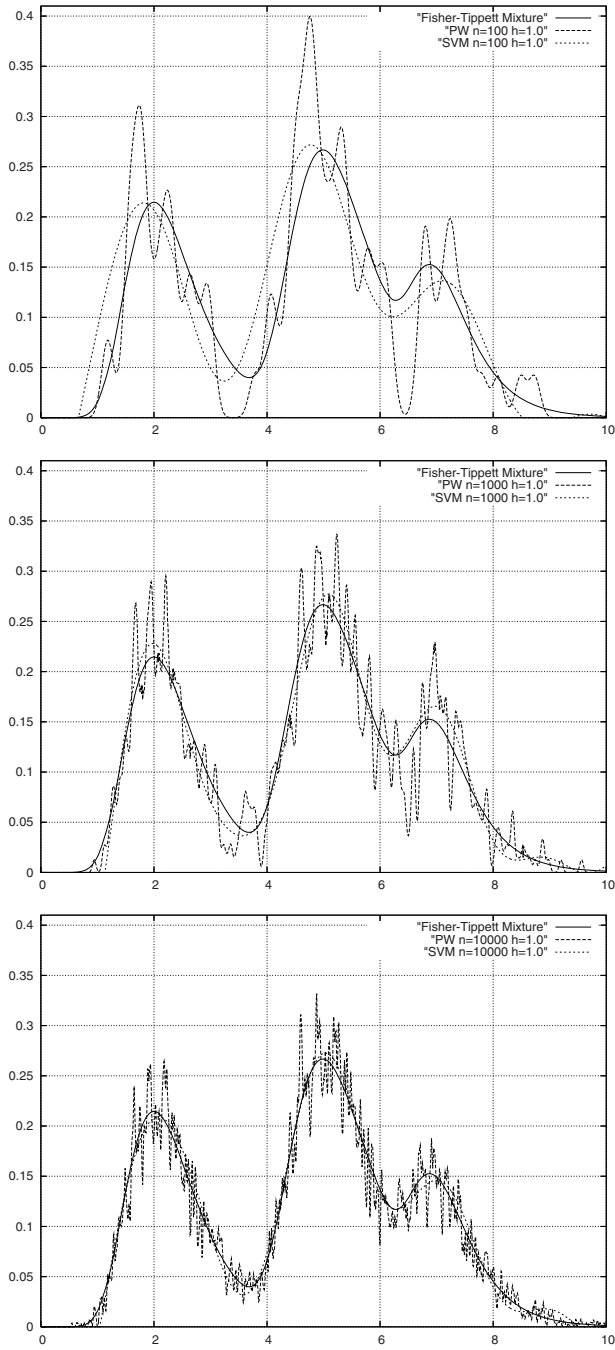 0.4
0.35
0.3
0.25
0.2
0.15
0.1
0.05
0
0 2 4 6 8 10
"Fisher-Tippett Mixture"
"PW n=100 h=1.0"
"SVM n=100 h=1.0"
0.4
0.35
0.3
0.25
0.2
0.15
0.1
0.05
0
0 2 4 6 8 10
"Fisher-Tippett Mixture"
"PW n=1000 h=1.0"
"SVM n=1000 h=1.0"
0.4
0.35
0.3
0.25
0.2
0.15
0.1
0.05
0
0 2 4 6 8 10
"Fisher-Tippett Mixture"
"PW n=10000 h=1.0"
"SVM n=10000 h=1.0"